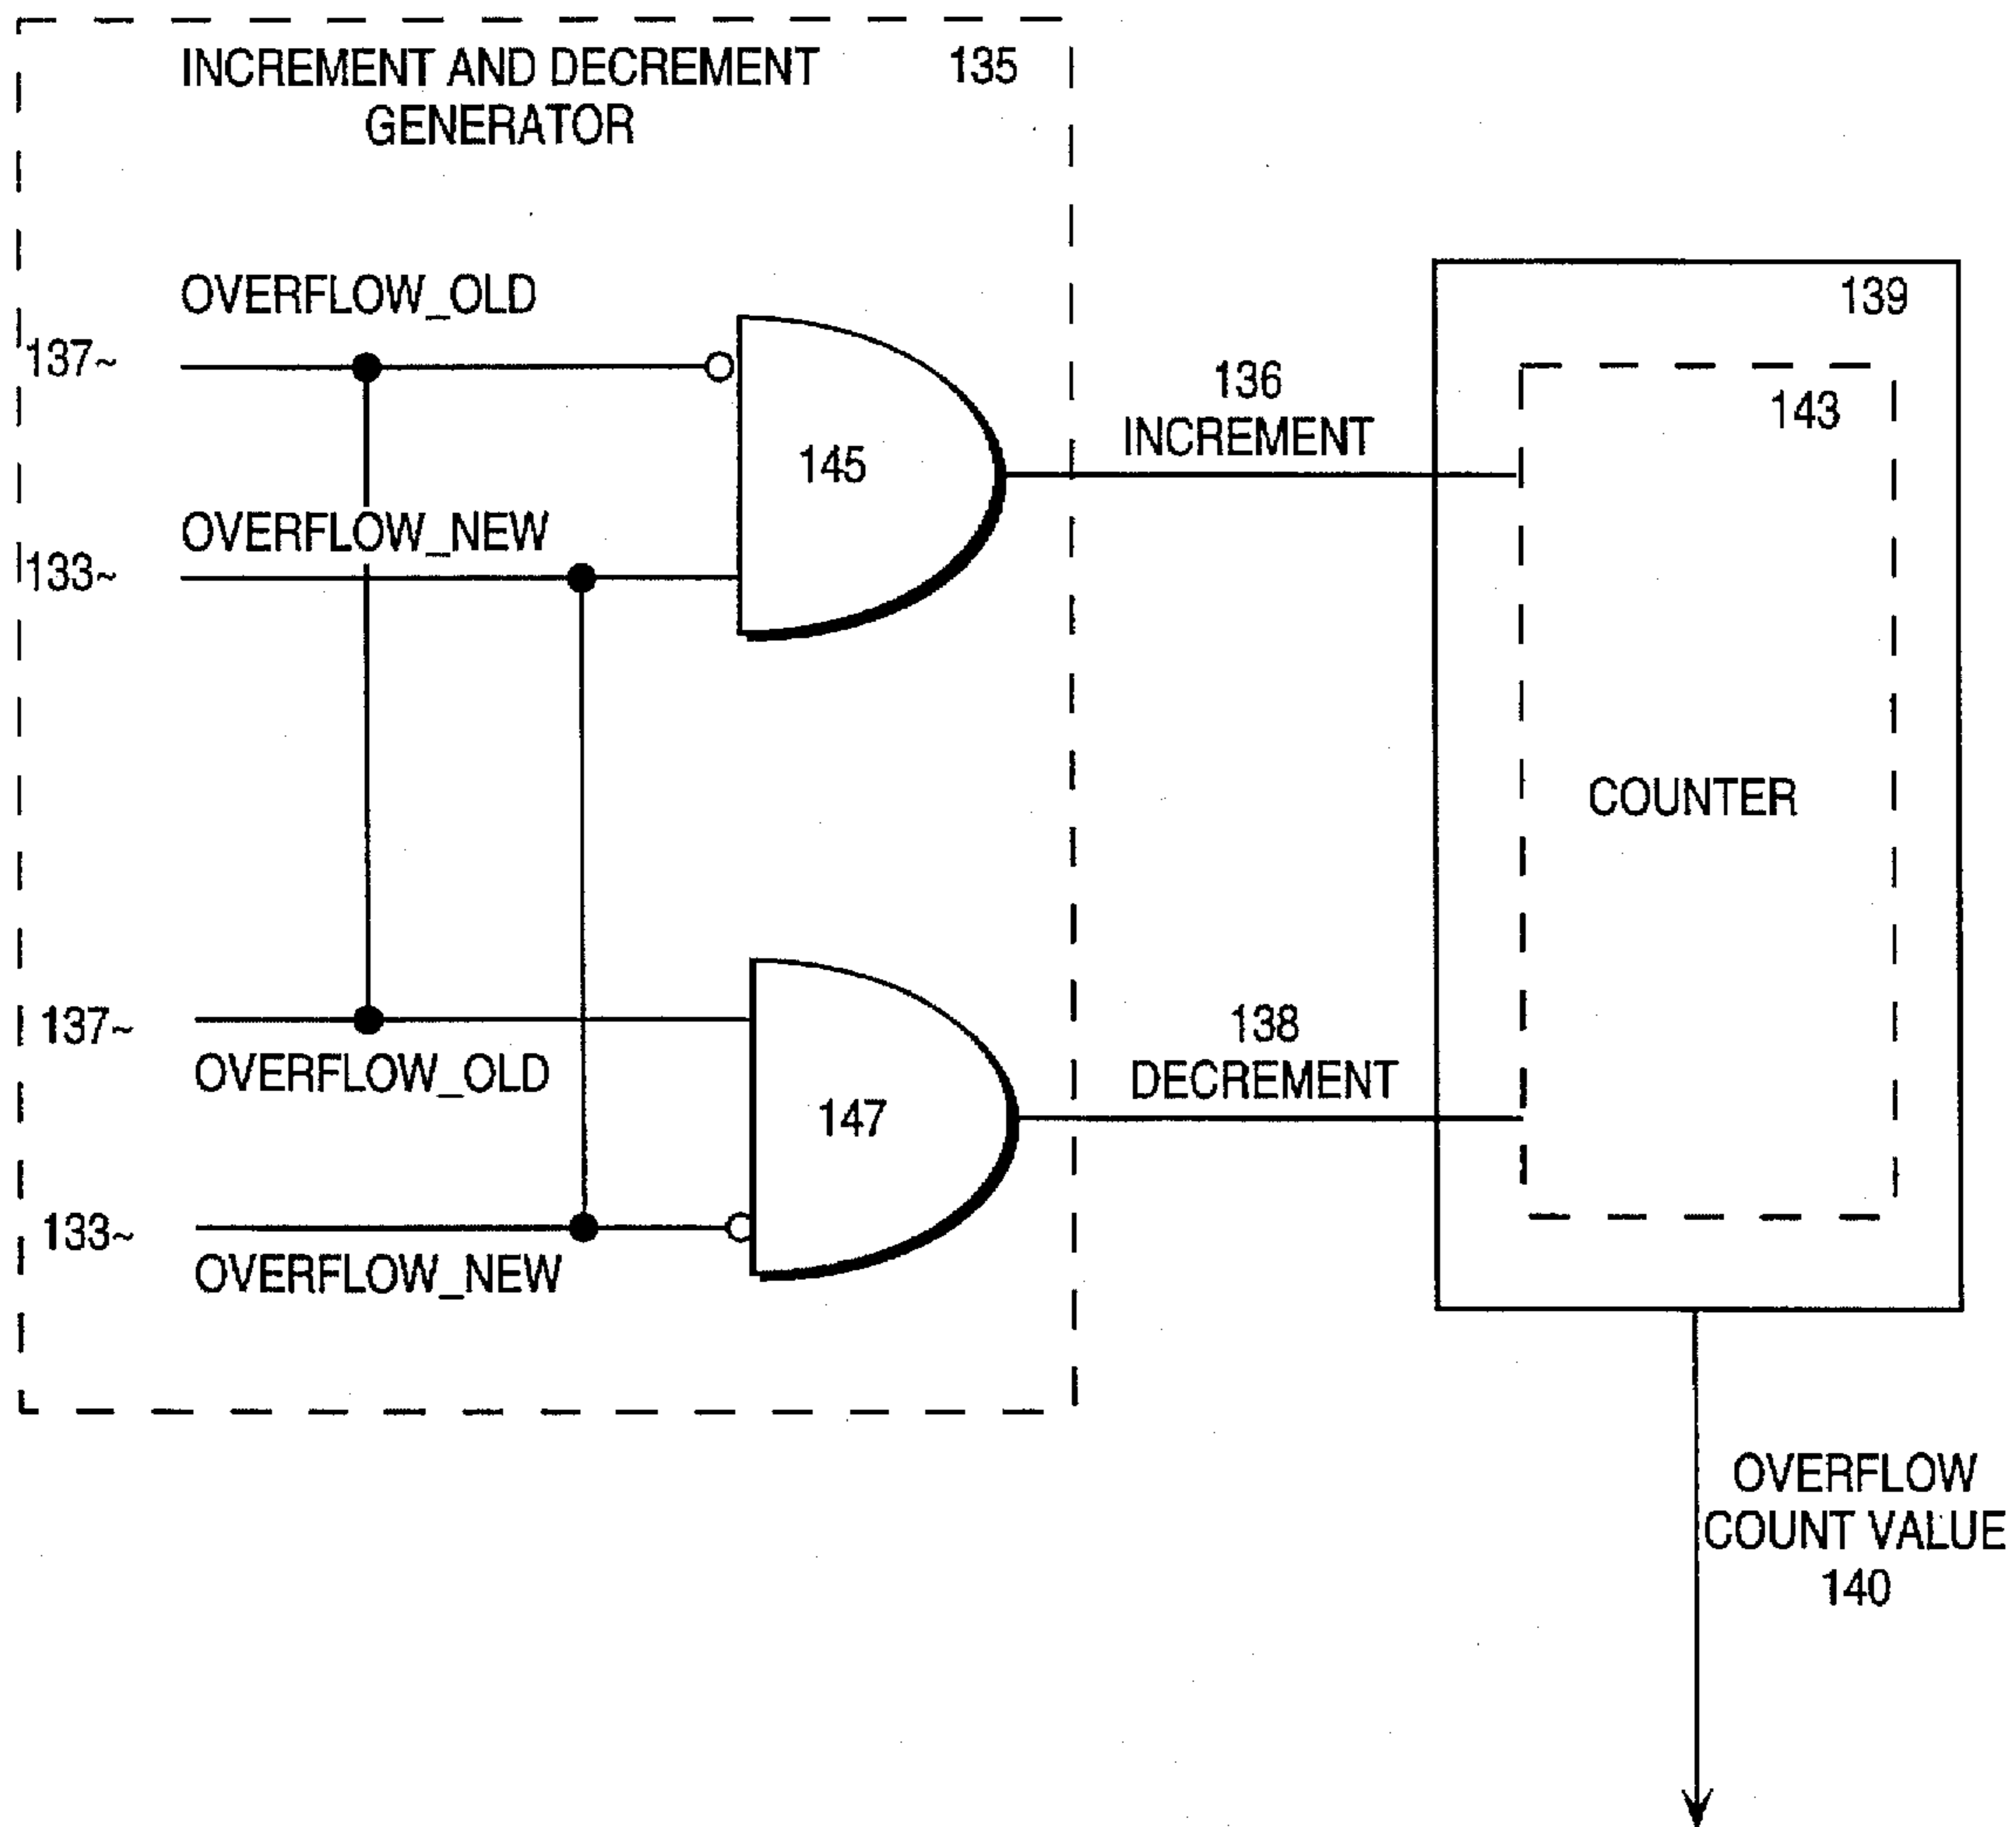 INCREMENT AND DECREMENT
GENERATOR
135
OVERFLOW_OLD
137~
145
OVERFLOW_NEW
133~
136
INCREMENT
139
143
COUNTER
137~
OVERFLOW_OLD
147
133~
OVERFLOW_NEW
138
DECREMENT
OVERFLOW
COUNT VALUE
140